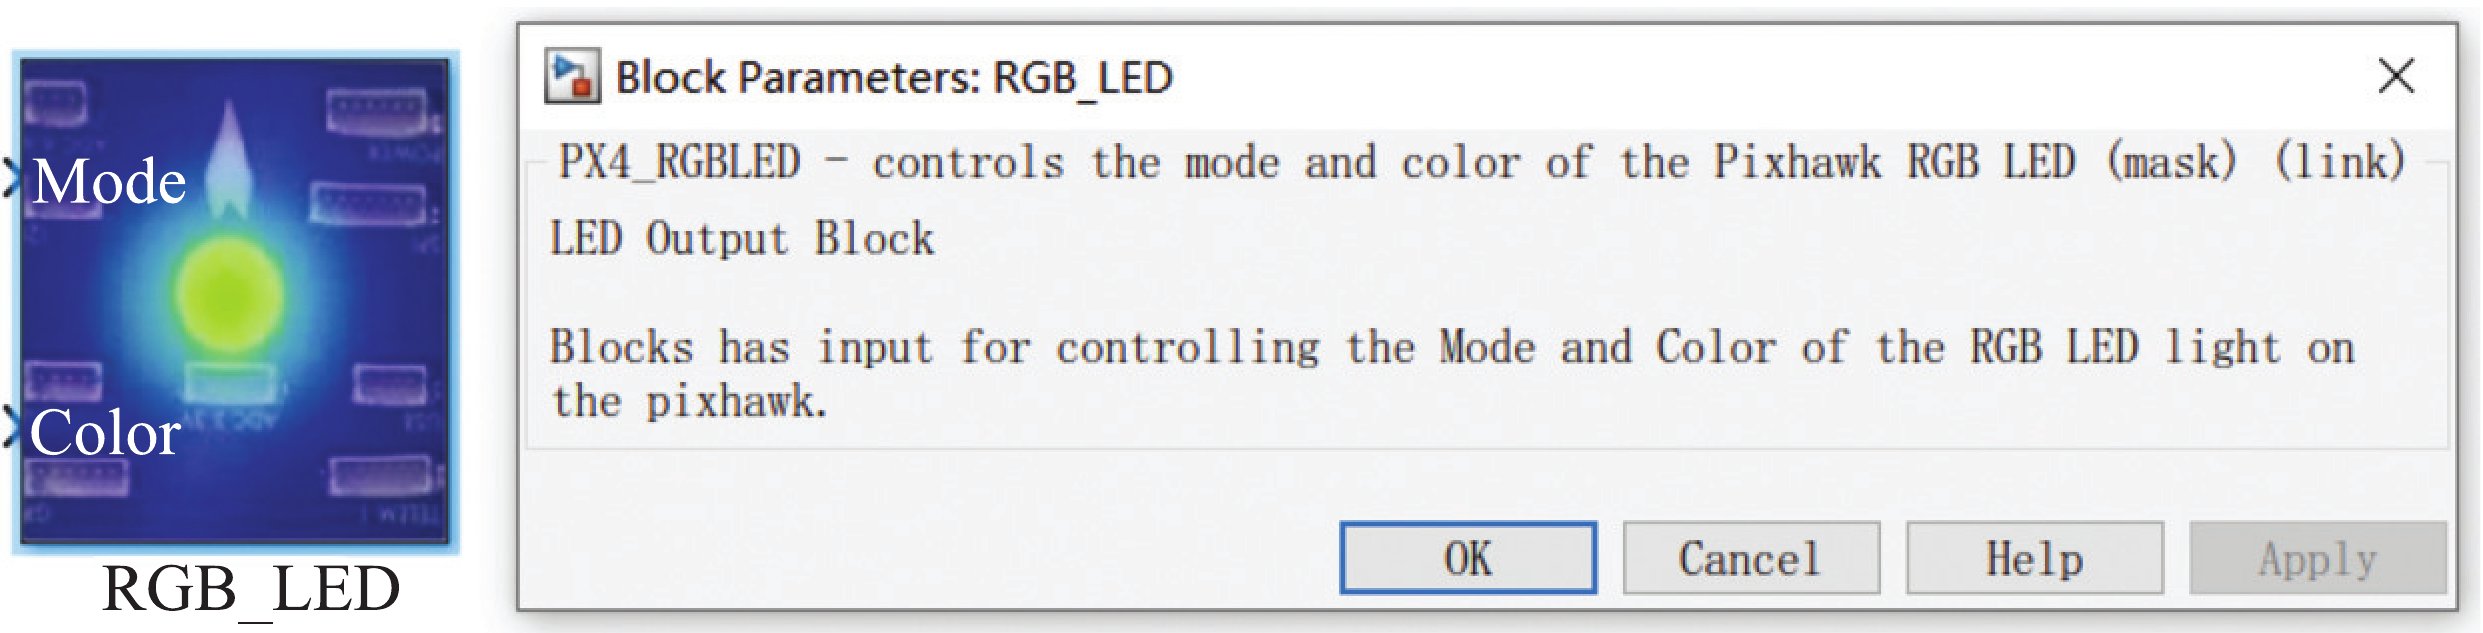 Mode
Color
RGB_LED
Block Parameters: RGB_LED
PX4_RGBLED - controls the mode and color of the Pixhawk RGB LED (mask) (link)
LED Output Block
Blocks has input for controlling the Mode and Color of the RGB LED light on
the pixhawk.
OK
Cancel
Help
Apply